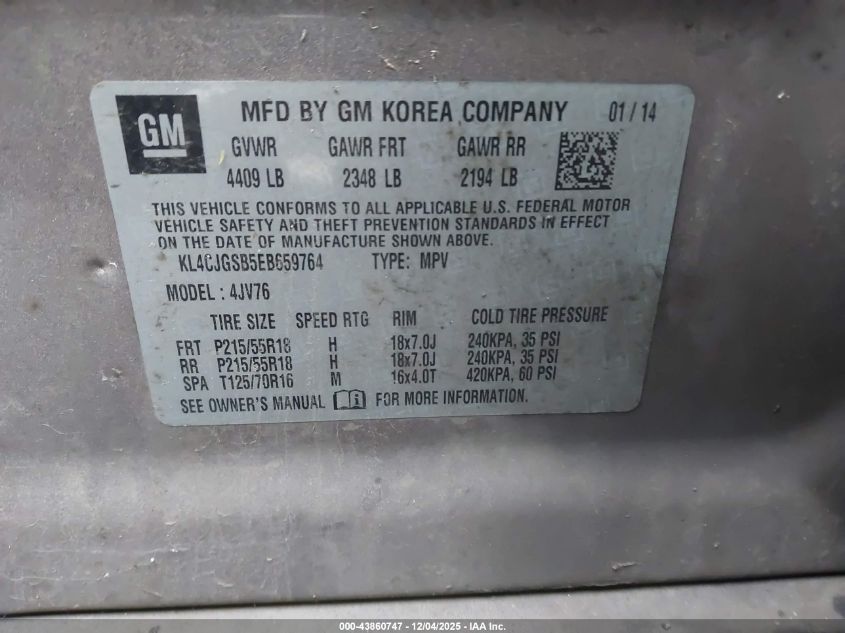 GM
MFD BY GM KOREA COMPANY 01/14
GVWR GAWR FRT GAWR RR
4409 LB 2348 LB 2194 LB
THIS VEHICLE CONFORMS TO ALL APPLICABLE U.S. FEDERAL MOTOR
VEHICLE SAFETY AND THEFT PREVENTION STANDARDS IN EFFECT
ON THE DATE OF MANUFACTURE SHOWN ABOVE.
KL4CJGSB5EB659764 TYPE: MPV
MODEL : 4JV76
TIRE SIZE SPEED RTG RIM COLD TIRE PRESSURE
FRT P215/55R18 H 18x7.0J 240KPA, 35 PSI
RR P215/55R18 H 18x7.0J 240KPA, 35 PSI
SPA T125/70R16 M 16x4.0T 420KPA, 60 PSI
SEE OWNER'S MANUAL i FOR MORE INFORMATION.
000-43860747 - 12/04/2025 - IAA Inc.